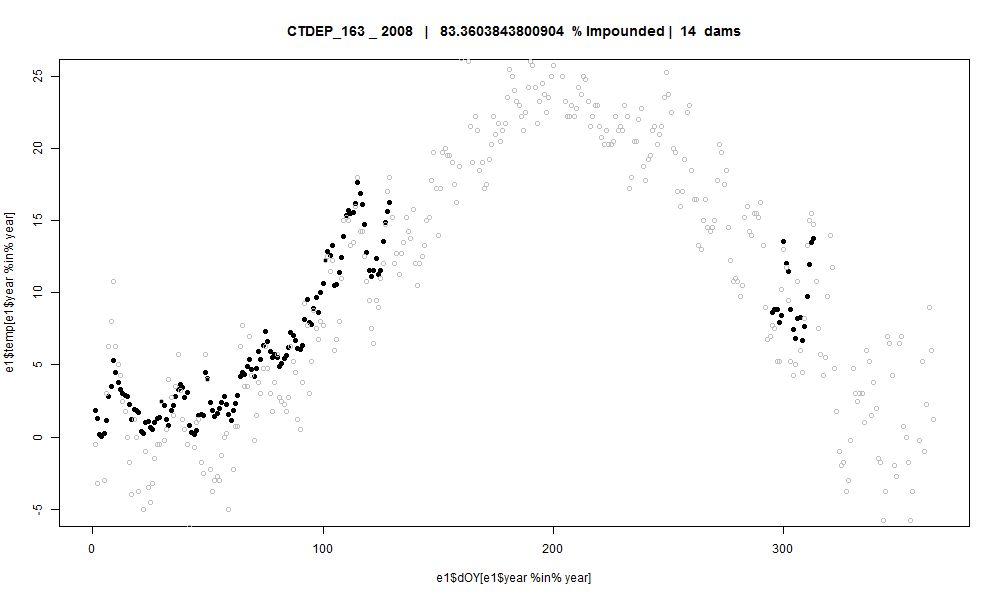 CTDEP_163 _ 2008 | 83.3603843800904 % Impounded | 14 dams
e1$temp[e1$year %in% year]
25
20
15
10
5
0
-5
0 100 200 300
e1$dOY[e1$year %in% year]